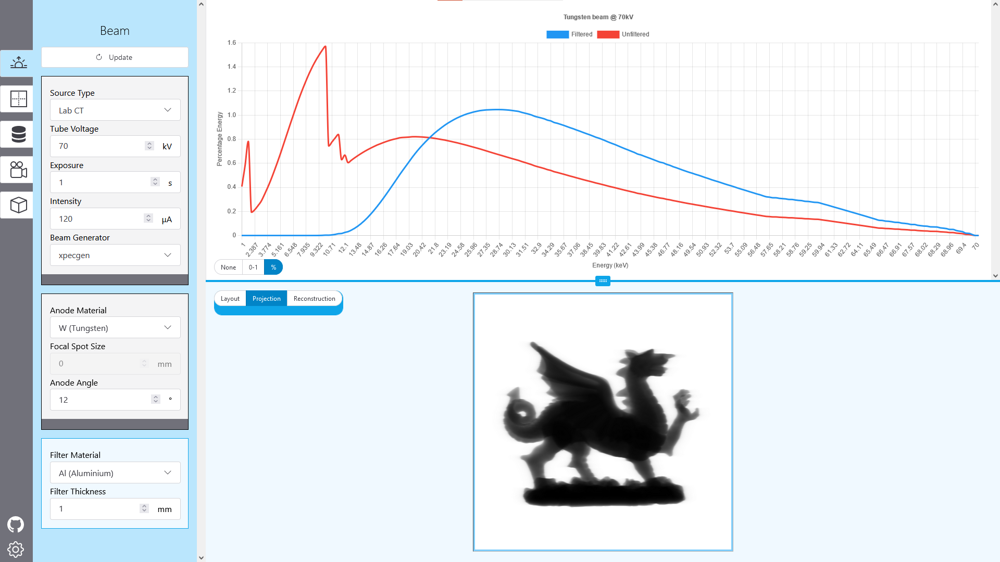 Beam
Update
Source Type
Lab CT
Tube Voltage
70 kV
Exposure
1 s
Intensity
120 µA
Beam Generator
xpecgen
Anode Material
W (Tungsten)
Focal Spot Size
0 mm
Anode Angle
12 °
Filter Material
Al (Aluminium)
Filter Thickness
1 mm
Tungsten beam @ 70kV
Filtered Unfiltered
Percentage Energy
1.6
1.4
1.2
1.0
0.8
0.6
0.4
0.2
0
1 2.387 3.774 5.161 6.548 7.935 9.322 10.71 12.1 13.48 14.87 16.26 17.64 19.03 20.42 21.8 23.19 24.58 25.96 27.35 28.74 30.13 31.51 32.9 34.29 35.67 37.06 38.45 39.83 41.22 42.61 43.99 45.38 46.77 48.16 49.54 50.93 52.32 53.7 55.09 56.48 57.65 58.21 58.76 59.25 59.94 61.33 62.72 64.11 65.49 66.47 66.91 67.57 68.02 68.29 68.96 69.4 70
Energy (keV)
None 0-1 %
Layout Projection Reconstruction